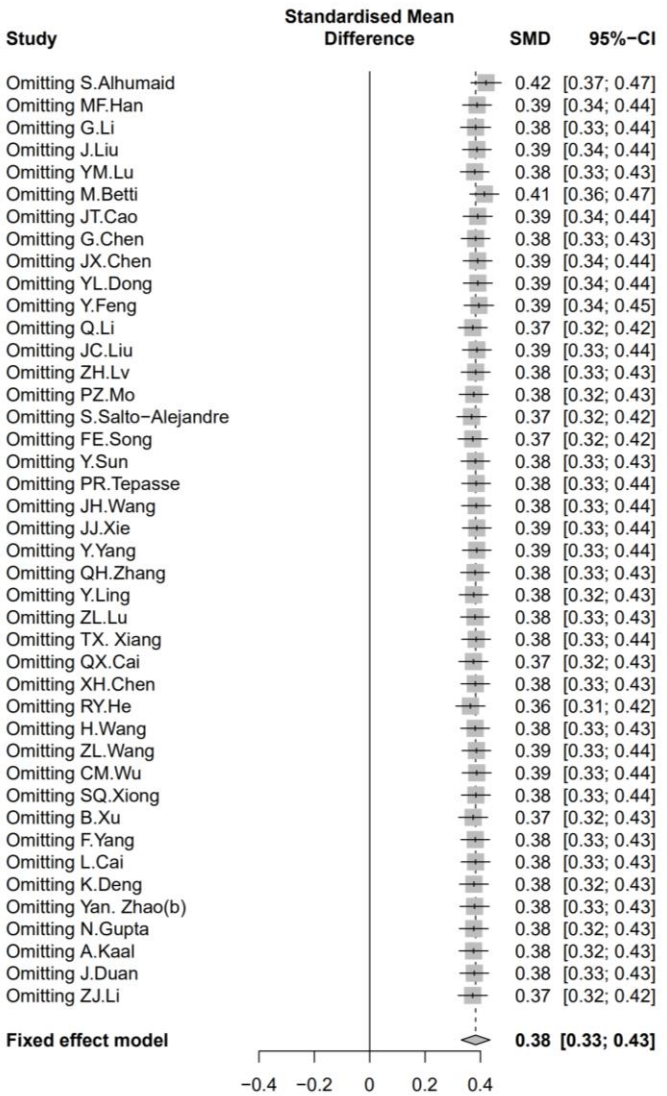 Standardised Mean
Study Difference SMD 95%−CI
Omitting S.Alhumaid 0.42 [0.37; 0.47]
Omitting MF.Han 0.39 [0.34; 0.44]
Omitting G.Li 0.38 [0.33; 0.44]
Omitting J.Liu 0.39 [0.34; 0.44]
Omitting YM.Lu 0.38 [0.33; 0.43]
Omitting M.Betti 0.41 [0.36; 0.47]
Omitting JT.Cao 0.39 [0.34; 0.44]
Omitting G.Chen 0.38 [0.33; 0.43]
Omitting JX.Chen 0.39 [0.34; 0.44]
Omitting YL.Dong 0.39 [0.34; 0.44]
Omitting Y.Feng 0.39 [0.34; 0.45]
Omitting Q.Li 0.37 [0.32; 0.42]
Omitting JC.Liu 0.39 [0.33; 0.44]
Omitting ZH.Lv 0.38 [0.33; 0.43]
Omitting PZ.Mo 0.38 [0.32; 0.43]
Omitting S.Salto−Alejandre 0.37 [0.32; 0.42]
Omitting FE.Song 0.37 [0.32; 0.42]
Omitting Y.Sun 0.38 [0.33; 0.43]
Omitting PR.Tepasse 0.38 [0.33; 0.44]
Omitting JH.Wang 0.38 [0.33; 0.44]
Omitting JJ.Xie 0.39 [0.33; 0.44]
Omitting Y.Yang 0.39 [0.33; 0.44]
Omitting QH.Zhang 0.38 [0.33; 0.43]
Omitting Y.Ling 0.38 [0.32; 0.43]
Omitting ZL.Lu 0.38 [0.33; 0.43]
Omitting TX. Xiang 0.38 [0.33; 0.44]
Omitting QX.Cai 0.37 [0.32; 0.43]
Omitting XH.Chen 0.38 [0.33; 0.43]
Omitting RY.He 0.36 [0.31; 0.42]
Omitting H.Wang 0.38 [0.33; 0.43]
Omitting ZL.Wang 0.39 [0.33; 0.44]
Omitting CM.Wu 0.39 [0.33; 0.44]
Omitting SQ.Xiong 0.38 [0.33; 0.44]
Omitting B.Xu 0.37 [0.32; 0.43]
Omitting F.Yang 0.38 [0.33; 0.43]
Omitting L.Cai 0.38 [0.33; 0.43]
Omitting K.Deng 0.38 [0.32; 0.43]
Omitting Yan. Zhao(b) 0.38 [0.33; 0.43]
Omitting N.Gupta 0.38 [0.32; 0.43]
Omitting A.Kaal 0.38 [0.32; 0.43]
Omitting J.Duan 0.38 [0.33; 0.43]
Omitting ZJ.Li 0.37 [0.32; 0.42]
Fixed effect model 0.38 [0.33; 0.43]
−0.4 −0.2 0 0.2 0.4